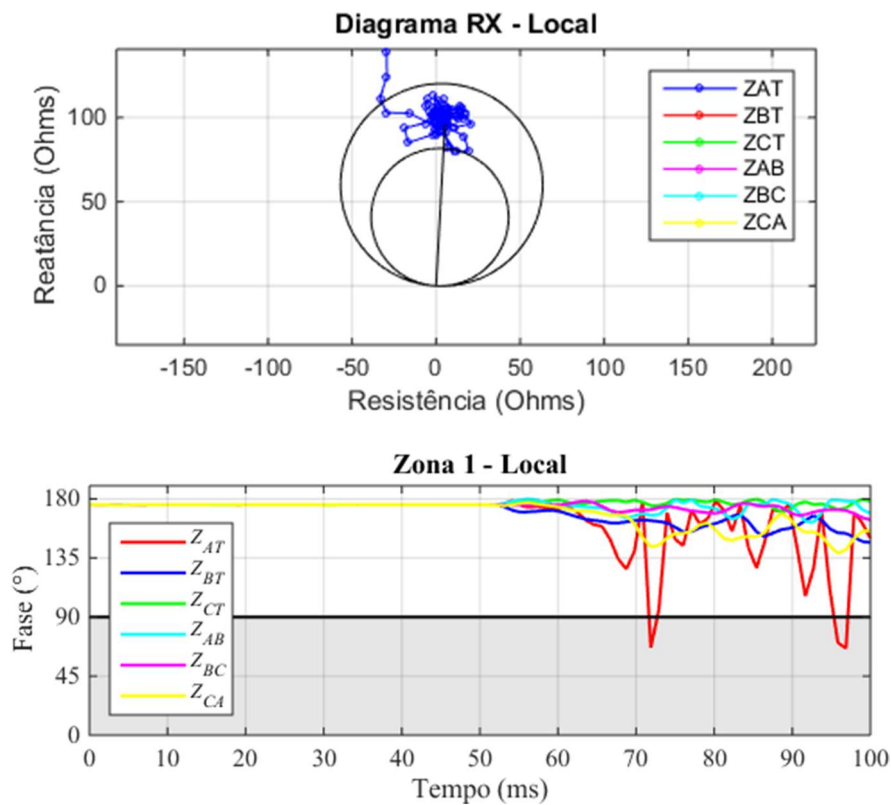 Diagrama RX - Local
Reatância (Ohms)
100
50
0
-150
-100
-50
0
50
100
150
200
Resistência (Ohms)
ZAT
ZBT
ZCT
ZAB
ZBC
ZCA
Zona 1 - Local
Fase (°)
180
135
90
45
0
Z_AT
Z_BT
Z_CT
Z_AB
Z_BC
Z_CA
0
10
20
30
40
50
60
70
80
90
100
Tempo (ms)